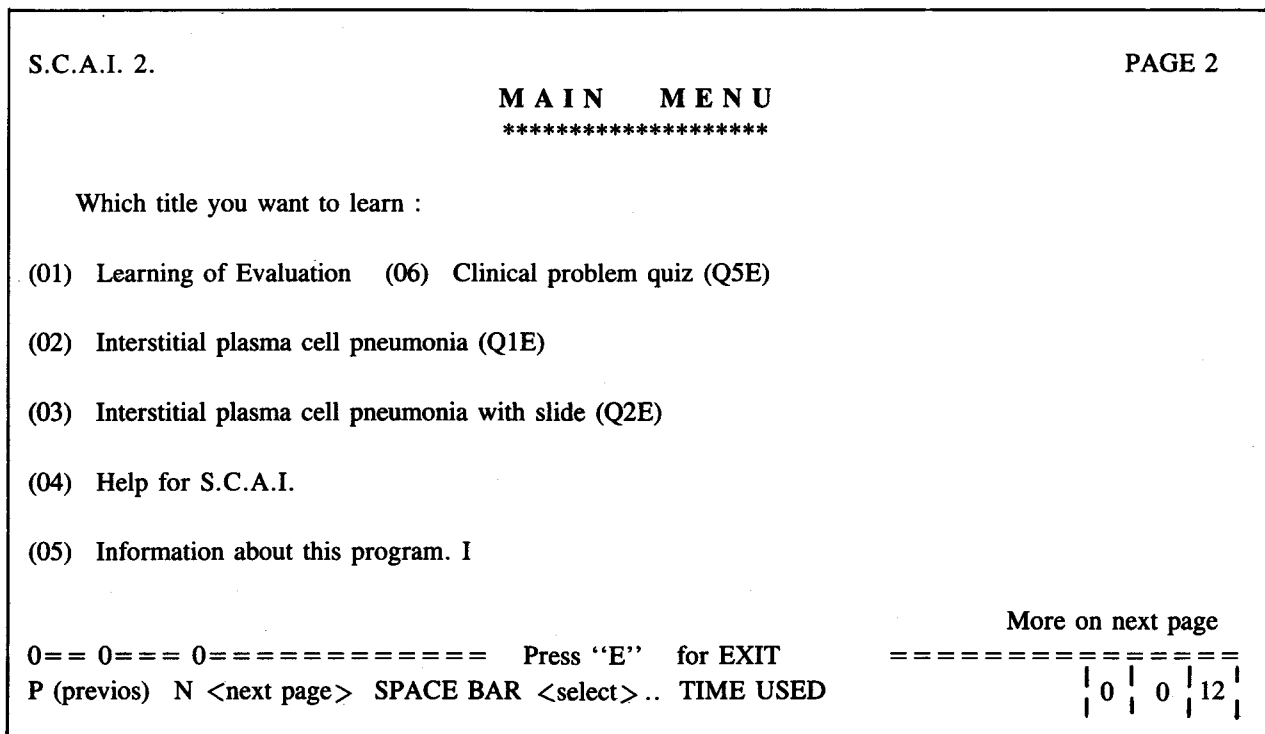 S.C.A.I. 2. PAGE 2
MAIN MENU
********************
Which title you want to learn :
(01) Learning of Evaluation (06) Clinical problem quiz (Q5E)
(02) Interstitial plasma cell pneumonia (Q1E)
(03) Interstitial plasma cell pneumonia with slide (Q2E)
(04) Help for S.C.A.I.
(05) Information about this program. I
More on next page
0== 0=== 0============ Press “E” for EXIT ===============
P (previos) N <next page> SPACE BAR <select>.. TIME USED ¦ 0 ¦ 0 ¦ 12 ¦